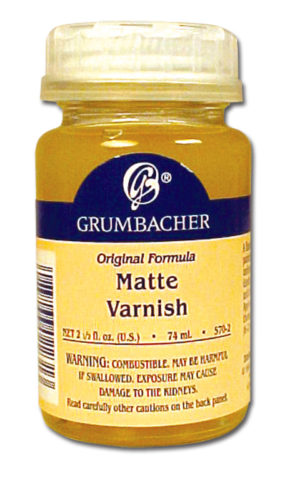 GB®
GRUMBACHER
Original Formula
Matte
Varnish
NET 2 ½ fl. oz. (U.S.) • 74 ml. • 570-2
WARNING: COMBUSTIBLE. MAY BE HARMFUL
IF SWALLOWED. EXPOSURE MAY CAUSE
DAMAGE TO THE KIDNEYS.
Read carefully other cautions on the back panel.